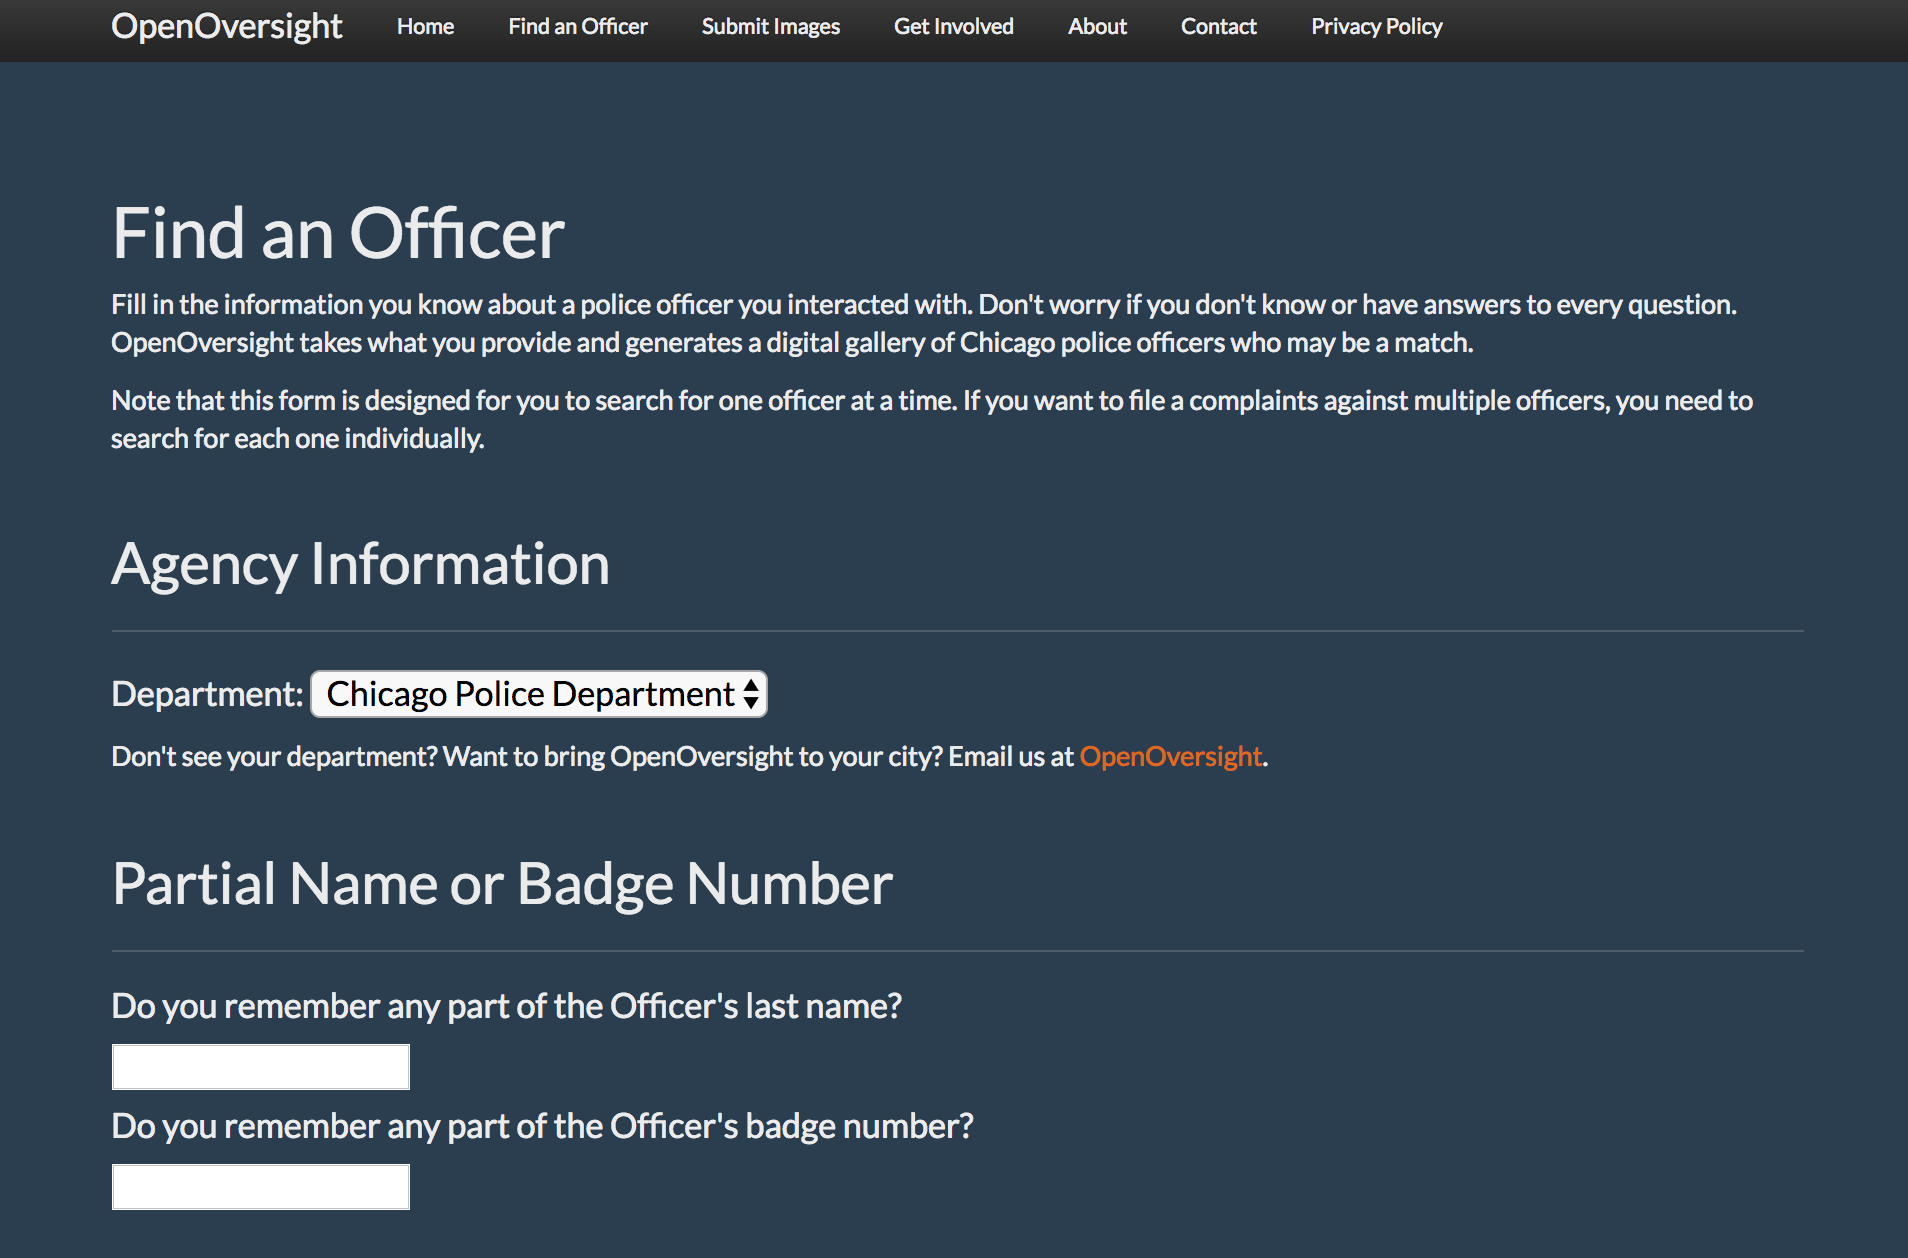 OpenOversight Home Find an Officer Submit Images Get Involved About Contact Privacy Policy
Find an Officer
Fill in the information you know about a police officer you interacted with. Don't worry if you don't know or have answers to every question.
OpenOversight takes what you provide and generates a digital gallery of Chicago police officers who may be a match.
Note that this form is designed for you to search for one officer at a time. If you want to file a complaints against multiple officers, you need to
search for each one individually.
Agency Information
Department: Chicago Police Department
Don't see your department? Want to bring OpenOversight to your city? Email us at OpenOversight.
Partial Name or Badge Number
Do you remember any part of the Officer's last name?
Do you remember any part of the Officer's badge number?